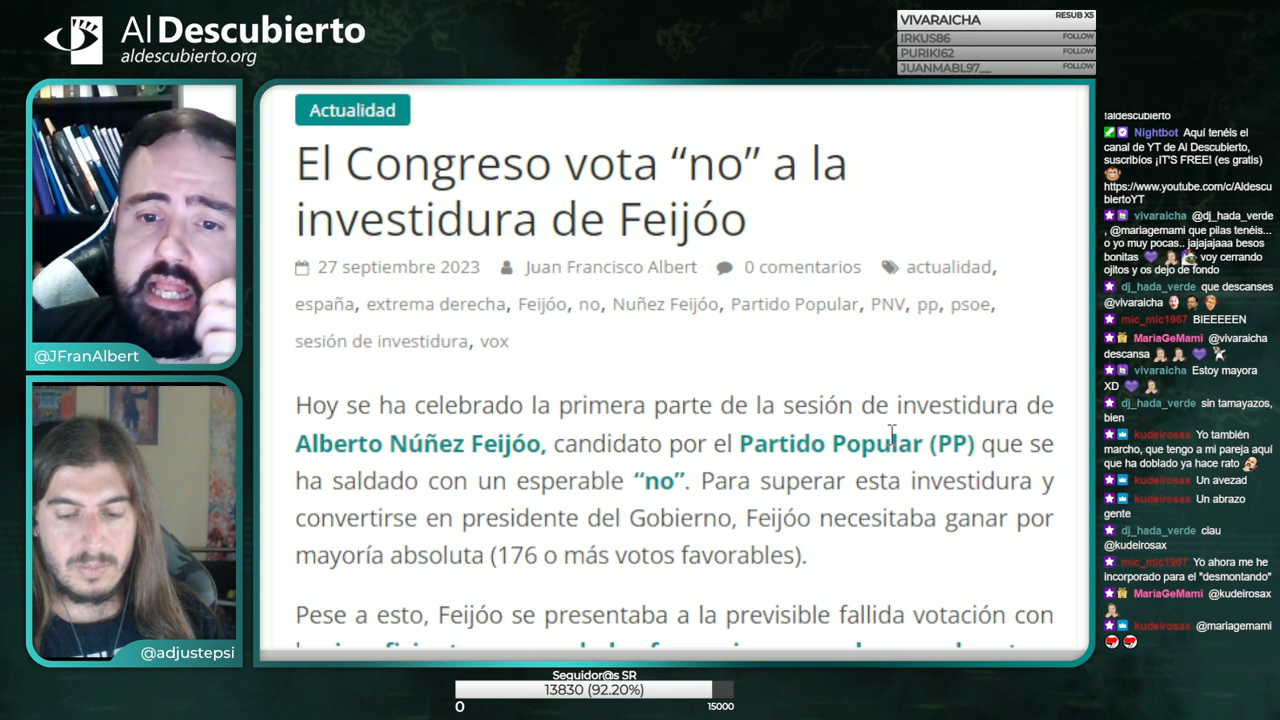 Al Descubierto
aldescubierto.org
VIVARAICHA RESUB X5
IRKUS86 FOLLOW
PURIKI62 FOLLOW
JUANMABL97__ FOLLOW
@JFranAlbert
@adjustepsi
Actualidad
El Congreso vota “no” a la
investidura de Feijóo
27 septiembre 2023 Juan Francisco Albert 0 comentarios actualidad,
españa, extrema derecha, Feijóo, no, Nuñez Feijóo, Partido Popular, PNV, pp, psoe,
sesión de investidura, vox
Hoy se ha celebrado la primera parte de la sesión de investidura de
Alberto Núñez Feijóo, candidato por el Partido Popular (PP) que se
ha saldado con un esperable “no”. Para superar esta investidura y
convertirse en presidente del Gobierno, Feijóo necesitaba ganar por
mayoría absoluta (176 o más votos favorables).
Pese a esto, Feijóo se presentaba a la previsible fallida votación con
!aldescubierto
Nightbot Aquí tenéis el
canal de YT de Al Descubierto,
suscribíos ¡IT'S FREE! (es gratis)
https://www.youtube.com/c/Aldescu
biertoYT
vivaraicha @dj_hada_verde
, @mariagemami que pilas tenéis...
o yo muy pocas.. jajajajaaa besos
bonitas voy cerrando
ojitos y os dejo de fondo
dj_hada_verde que descanses
@vivaraicha
mic_mic1967 BIEEEEEN
MariaGeMami @vivaraicha
descansa
vivaraicha Estoy mayora
XD
dj_hada_verde sin tamayazos,
bien
kudeirosax Yo también
marcho, que tengo a mi pareja aquí
que ha doblado ya hace rato
kudeirosax Un avezad
kudeirosax Un abrazo
gente
dj_hada_verde ciau
@kudeirosax
mic_mic1967 Yo ahora me he
incorporado para el "desmontando"
MariaGeMami @kudeirosax
kudeirosax @mariagemami
Seguidor@s SR
13830 (92.20%)
0 15000